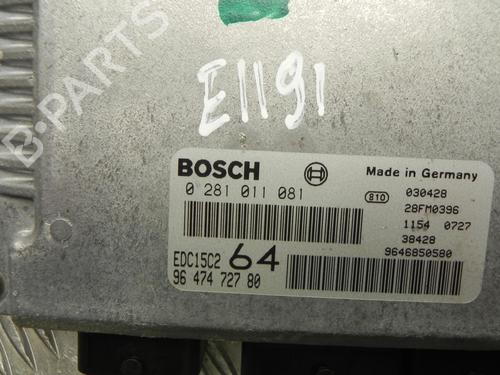 B-PARTS
E1191
BOSCH
Made in Germany
0 281 011 081
810
030428
28FM0396
1154 0727
38428
9646850580
EDC15C2 64
96 474 727 80